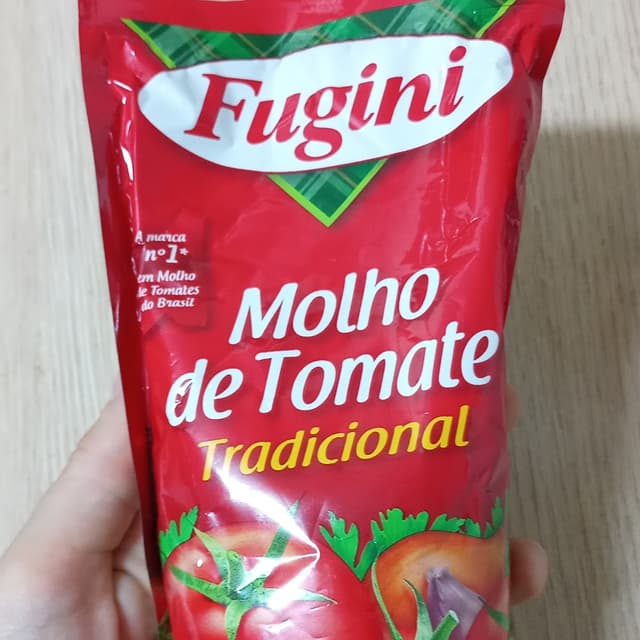 Fugini
A marca
nº1*
em Molho
de Tomates
do Brasil
Molho
de Tomate
Tradicional